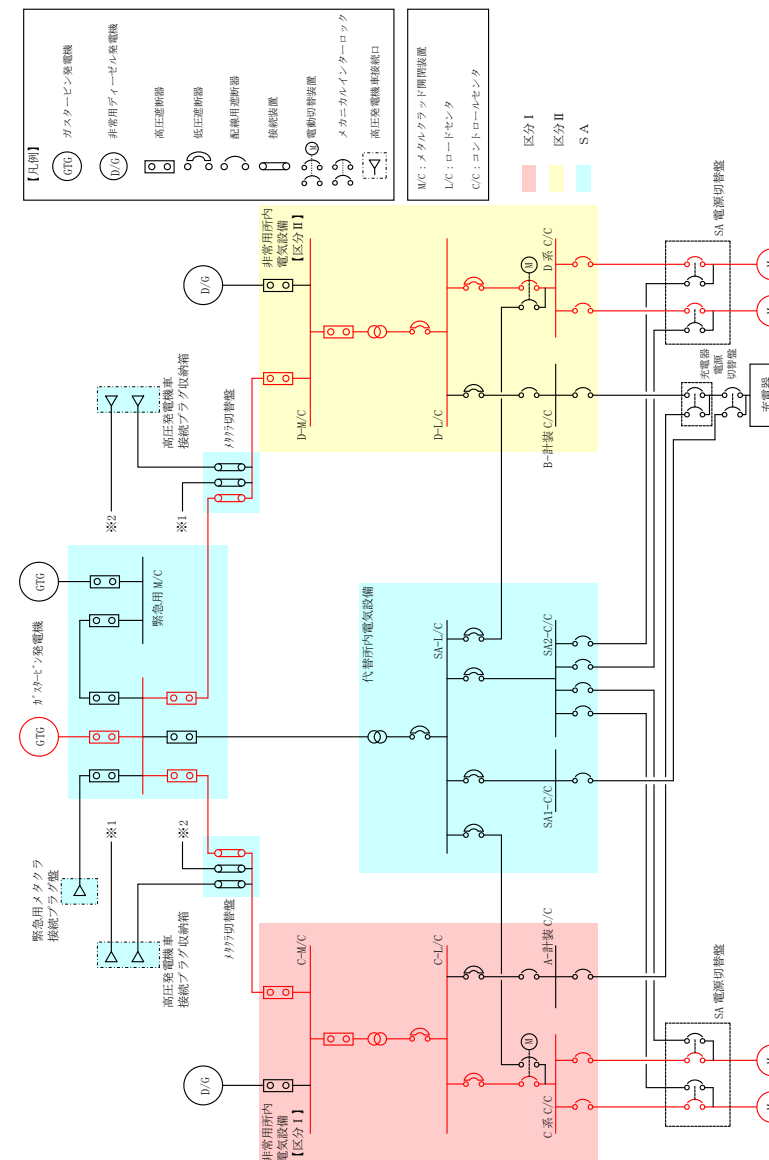 【凡例】
GTG
ガスタービン発電機
D/G
非常用ディーゼル発電機
高圧遮断器
低圧遮断器
配線用遮断器
接続装置
M
電動切替装置
メカニカルインターロック
高圧発電機車接続口
M/C：メタルクラッド開閉装置
L/C：ロードセンタ
C/C：コントロールセンタ
区分Ⅰ
区分Ⅱ
ＳＡ
緊急用メタクラ
接続プラグ盤
GTG
ｶﾞｽﾀｰﾋﾞﾝ発電機
GTG
緊急用 M/C
高圧発電機車
接続プラグ収納箱
※1
※2
ﾒﾀｸﾗ切替盤
※1
※2
高圧発電機車
接続プラグ収納箱
ﾒﾀｸﾗ切替盤
D/G
非常用所内
電気設備
【区分Ⅰ】
C-M/C
C-L/C
M
C 系 C/C
A-計装 C/C
代替所内電気設備
SA-L/C
SA1-C/C
SA2-C/C
D/G
非常用所内
電気設備
【区分Ⅱ】
D-M/C
D-L/C
M
B-計装 C/C
D 系 C/C
SA 電源切替盤
充電器
電源
切替盤
充電器
SA 電源切替盤